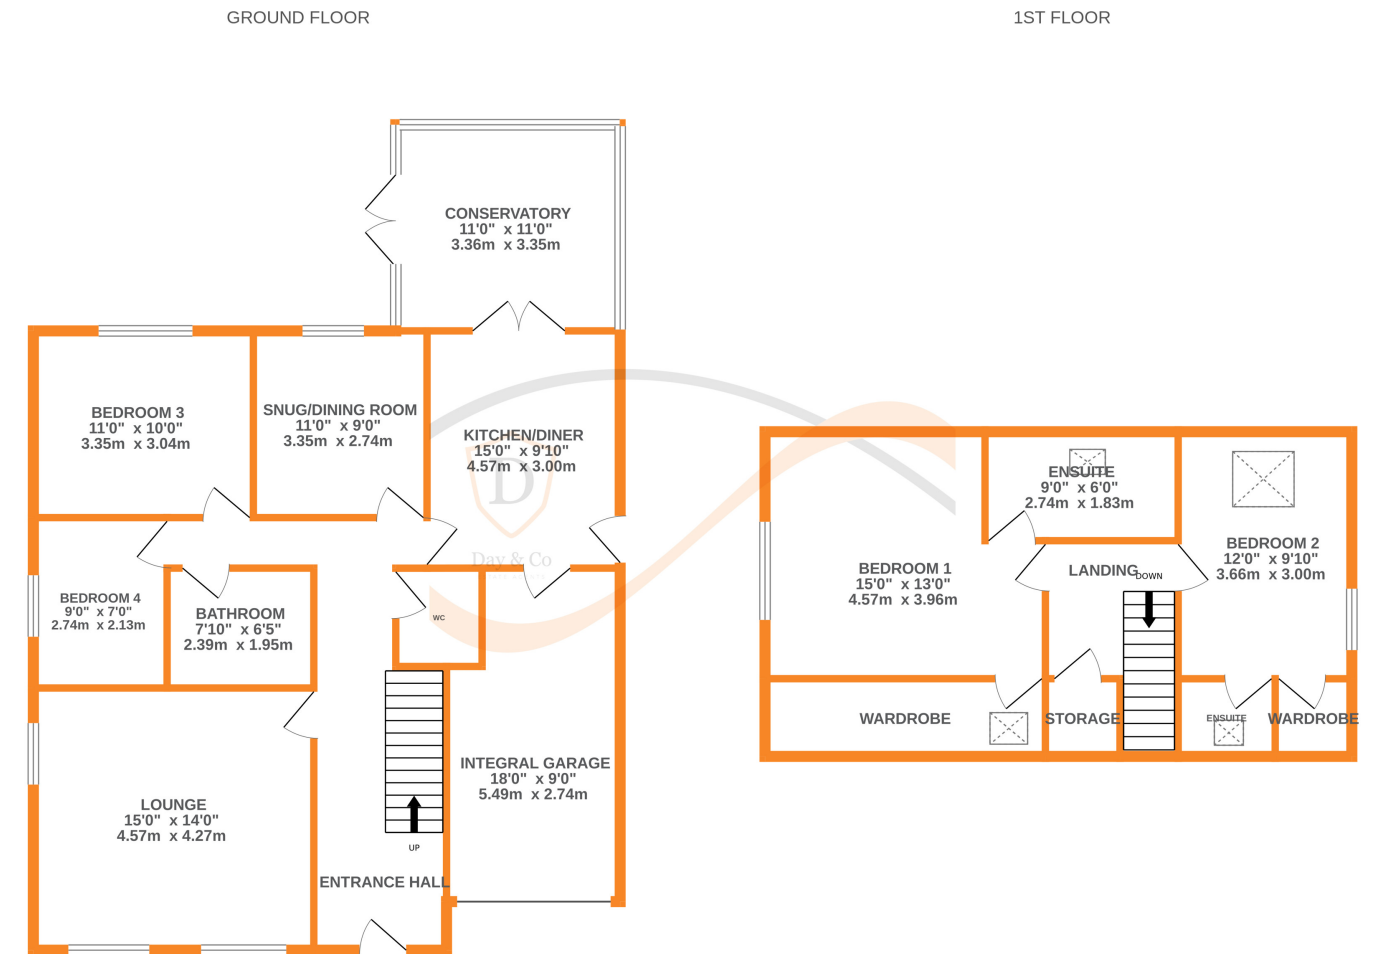 GROUND FLOOR
1ST FLOOR
CONSERVATORY
11'0" x 11'0"
3.36m x 3.35m
BEDROOM 3
11'0" x 10'0"
3.35m x 3.04m
SNUG/DINING ROOM
11'0" x 9'0"
3.35m x 2.74m
KITCHEN/DINER
15'0" x 9'10"
4.57m x 3.00m
D
Day & Co
BEDROOM 4
9'0" x 7'0"
2.74m x 2.13m
BATHROOM
7'10" x 6'5"
2.39m x 1.95m
WC
LOUNGE
15'0" x 14'0"
4.57m x 4.27m
INTEGRAL GARAGE
18'0" x 9'0"
5.49m x 2.74m
UP
ENTRANCE HALL
ENSUITE
9'0" x 6'0"
2.74m x 1.83m
BEDROOM 1
15'0" x 13'0"
4.57m x 3.96m
LANDING
DOWN
BEDROOM 2
12'0" x 9'10"
3.66m x 3.00m
WARDROBE
STORAGE
ENSUITE
WARDROBE